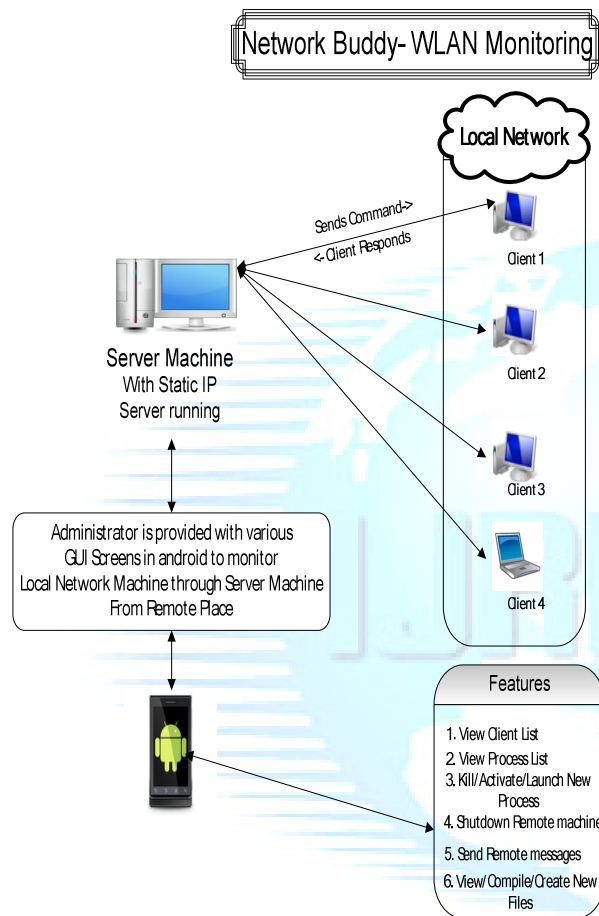 Network Buddy- WLAN Monitoring
Local Network
Sends Command->
<- Client Responds
Client 1
Client 2
Client 3
Client 4
Server Machine
With Static IP
Server running
Administrator is provided with various
GUI Screens in android to monitor
Local Network Machine through Server Machine
From Remote Place
Features
1. View Client List
2. View Process List
3. Kill/Activate/Launch New
Process
4. Shutdown Remote machine
5. Send Remote messages
6. View/Compile/Create New
Files